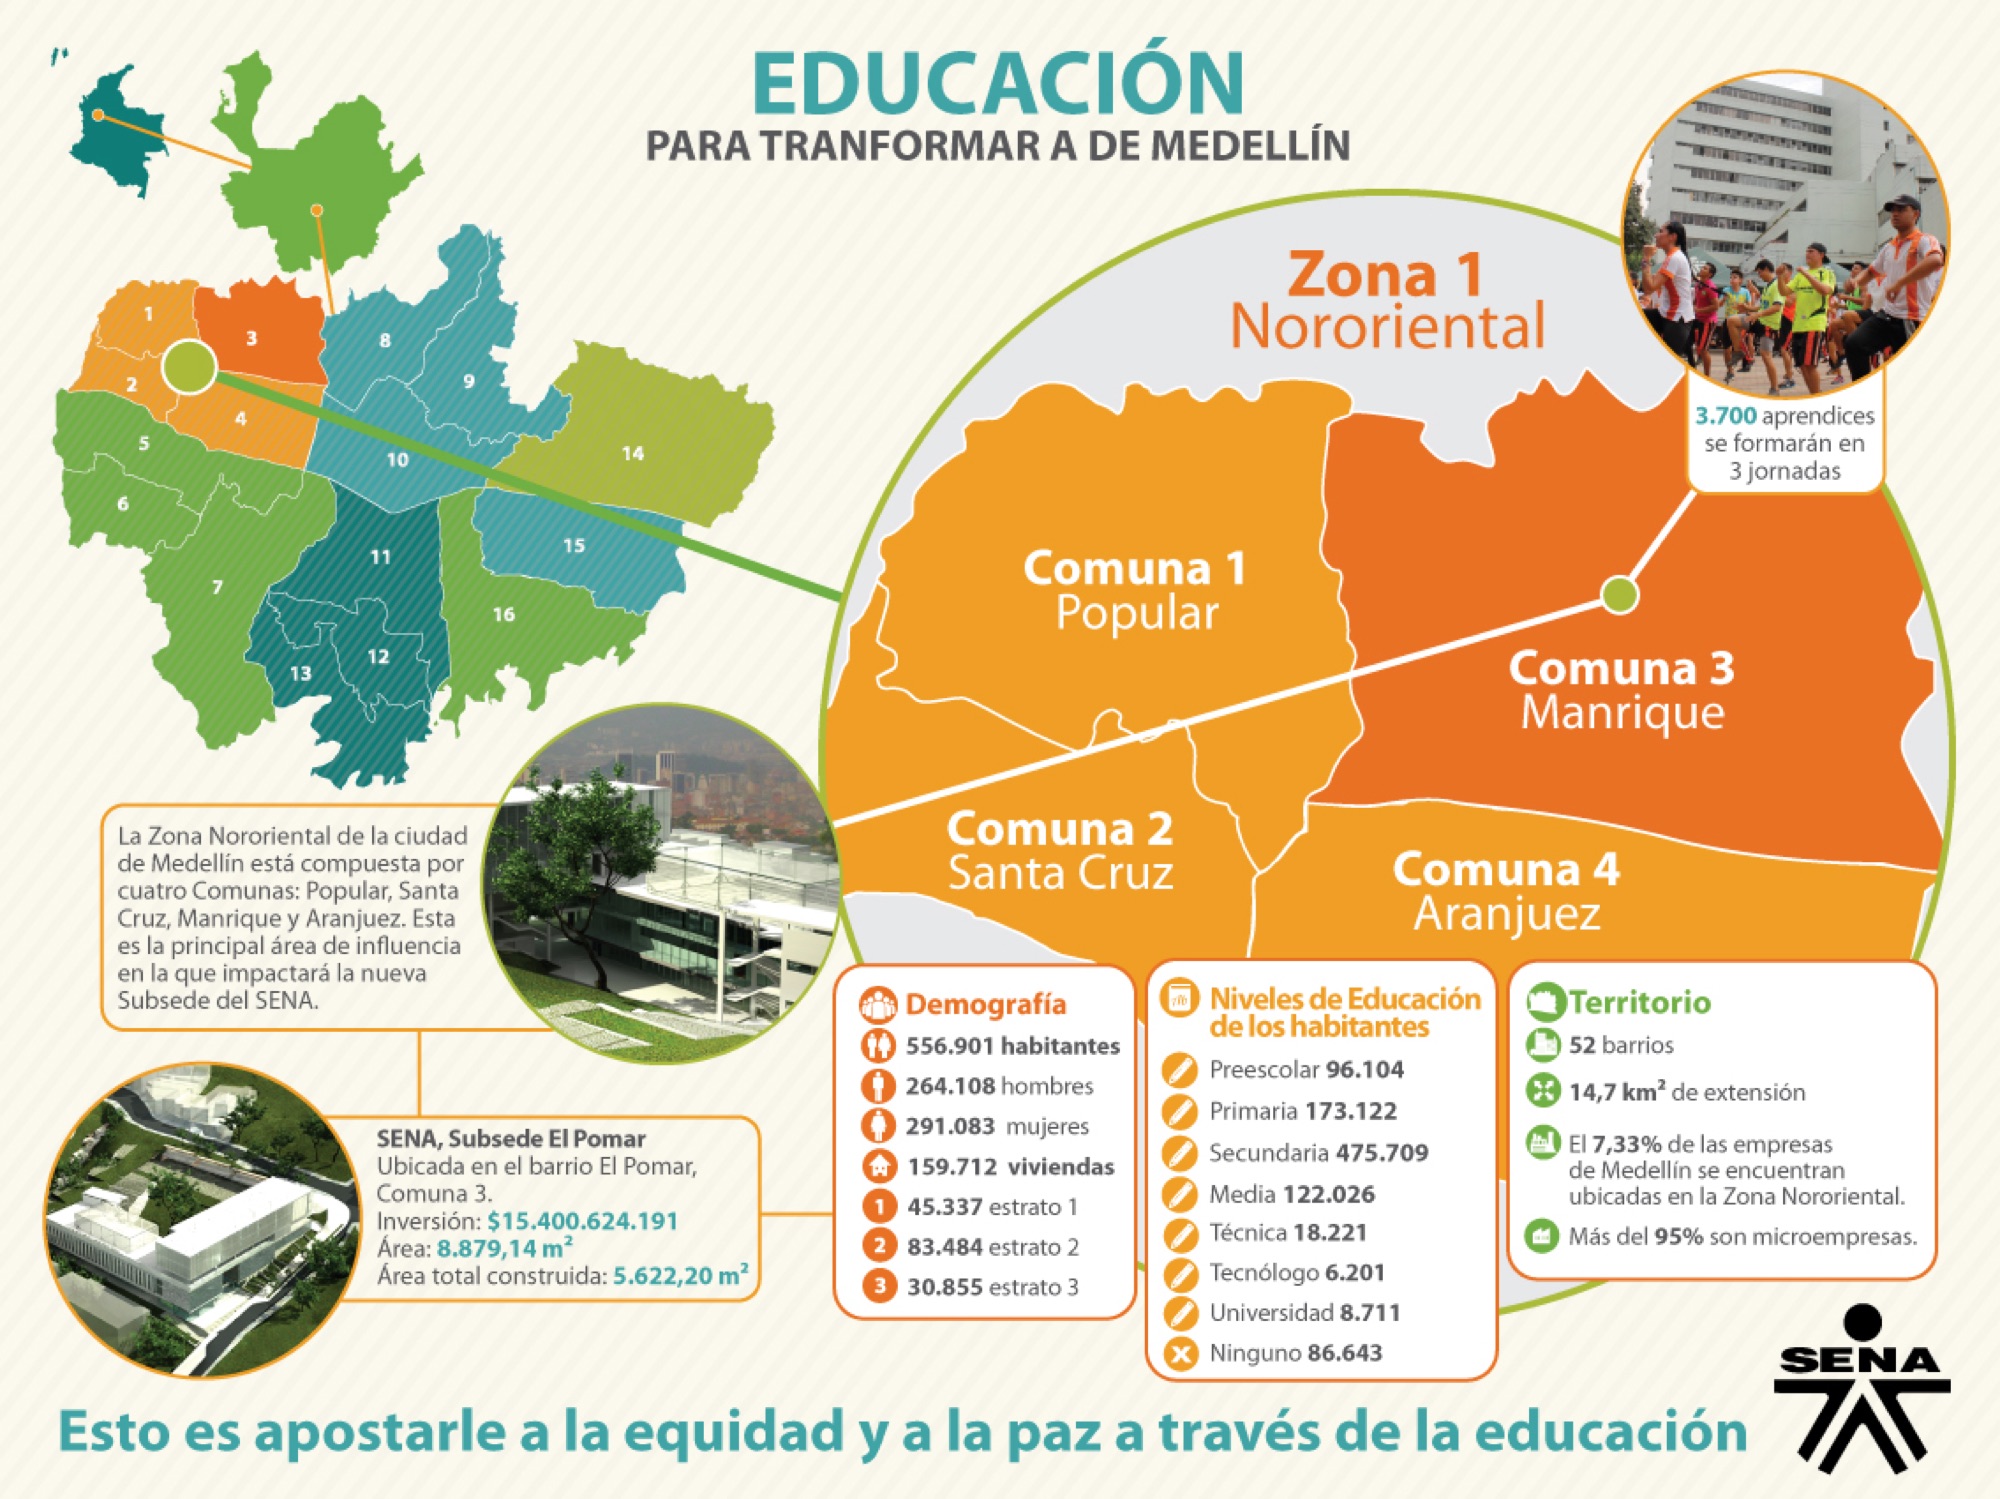 EDUCACIÓN
PARA TRANFORMAR A DE MEDELLÍN
1
2
3
4
5
6
7
8
9
10
11
12
13
14
15
16
Zona 1
Nororiental
3.700 aprendices
se formarán en
3 jornadas
Comuna 1
Popular
Comuna 3
Manrique
Comuna 2
Santa Cruz
Comuna 4
Aranjuez
La Zona Nororiental de la ciudad
de Medellín está compuesta por
cuatro Comunas: Popular, Santa
Cruz, Manrique y Aranjuez. Esta
es la principal área de influencia
en la que impactará la nueva
Subsede del SENA.
SENA, Subsede El Pomar
Ubicada en el barrio El Pomar,
Comuna 3.
Inversión: $15.400.624.191
Área: 8.879,14 m²
Área total construida: 5.622,20 m²
Demografía
556.901 habitantes
264.108 hombres
291.083 mujeres
159.712 viviendas
1 45.337 estrato 1
2 83.484 estrato 2
3 30.855 estrato 3
Niveles de Educación
de los habitantes
Preescolar 96.104
Primaria 173.122
Secundaria 475.709
Media 122.026
Técnica 18.221
Tecnólogo 6.201
Universidad 8.711
Ninguno 86.643
Territorio
52 barrios
14,7 km² de extensión
El 7,33% de las empresas
de Medellín se encuentran
ubicadas en la Zona Nororiental.
Más del 95% son microempresas.
SENA
Esto es apostarle a la equidad y a la paz a través de la educación